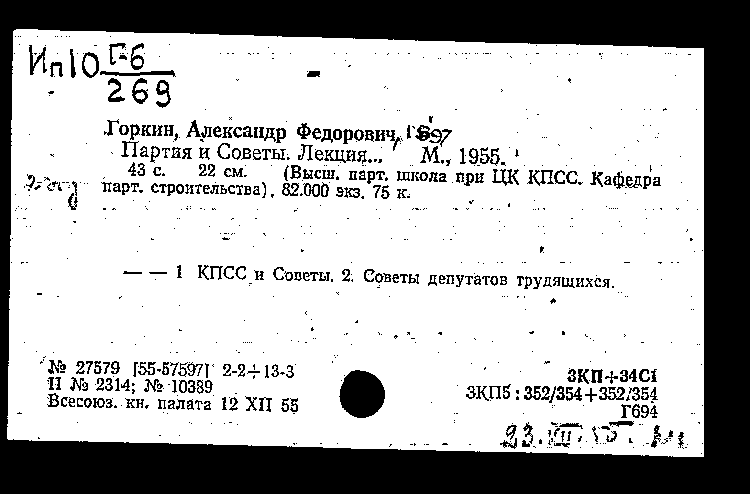 Ип10 Г-6
269
Горкин, Александр Федорович, 1897
Партия и Советы. Лекция... М., 1955.
43 с. 22 см. (Высш. парт. школа при ЦК КПСС. Кафедра
парт. строительства). 82.000 экз. 75 к.
— — 1 КПСС и Советы. 2. Советы депутатов трудящихся.
№ 27579 [55-57597] 2-2+13-3
П № 2314; № 10389
Всесоюз. кн. палата 12 XII 55
3КП+34С1
3КП5 : 352/354+352/354
Г694
23.VII.